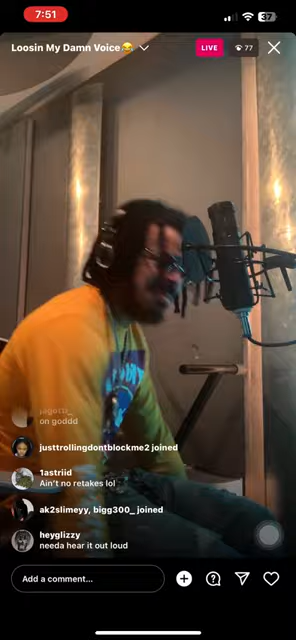 7:51
37
Loosin My Damn Voice😂
LIVE
77
on goddd
justtrollingdontblockme2 joined
1astriid
Ain't no retakes lol
ak2slimeyy, bigg300_ joined
heyglizzy
needa hear it out loud
Add a comment...